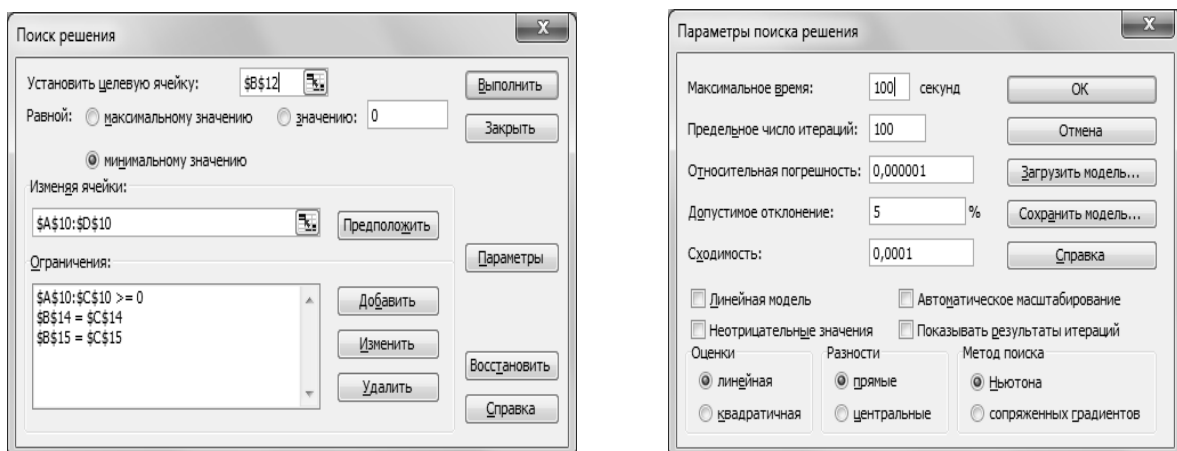 Поиск решения
X
Установить целевую ячейку: $B$12
Выполнить
Равной: максимальному значению значению: 0
Закрыть
минимальному значению
Изменяя ячейки:
$A$10:$D$10
Предположить
Ограничения:
Параметры
$A$10:$C$10 >= 0
$B$14 = $C$14
$B$15 = $C$15
Добавить
Изменить
Удалить
Восстановить
Справка
Параметры поиска решения
X
Максимальное время: 100 секунд
OK
Предельное число итераций: 100
Отмена
Относительная погрешность: 0,000001
Загрузить модель...
Допустимое отклонение: 5 %
Сохранить модель...
Сходимость: 0,0001
Справка
Линейная модель Автоматическое масштабирование
Неотрицательные значения Показывать результаты итераций
Оценки Разности Метод поиска
линейная прямые Ньютона
квадратичная центральные сопряженных градиентов